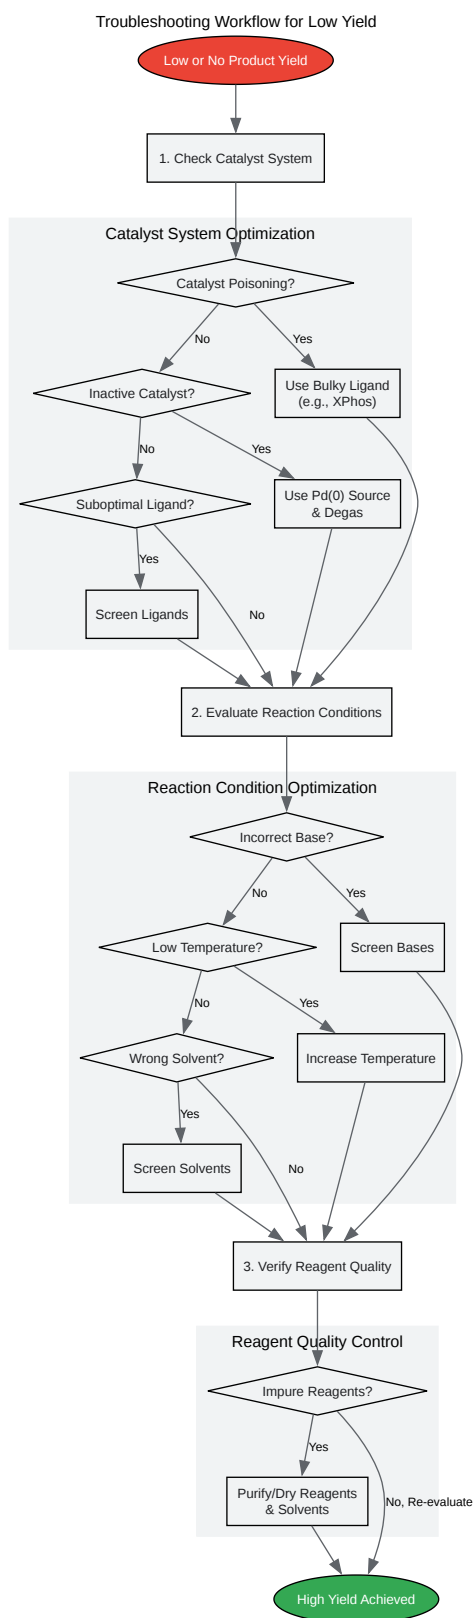 Troubleshooting Workflow for Low Yield
Low or No Product Yield
1. Check Catalyst System
Catalyst System Optimization
Catalyst Poisoning?
No
Yes
Inactive Catalyst?
Use Bulky Ligand
(e.g., XPhos)
No
Yes
Suboptimal Ligand?
Use Pd(0) Source
& Degas
Yes
No
Screen Ligands
2. Evaluate Reaction Conditions
Reaction Condition Optimization
Incorrect Base?
No
Yes
Low Temperature?
Screen Bases
No
Yes
Wrong Solvent?
Increase Temperature
Yes
No
Screen Solvents
3. Verify Reagent Quality
Reagent Quality Control
Impure Reagents?
Yes
No, Re-evaluate
Purify/Dry Reagents
& Solvents
High Yield Achieved